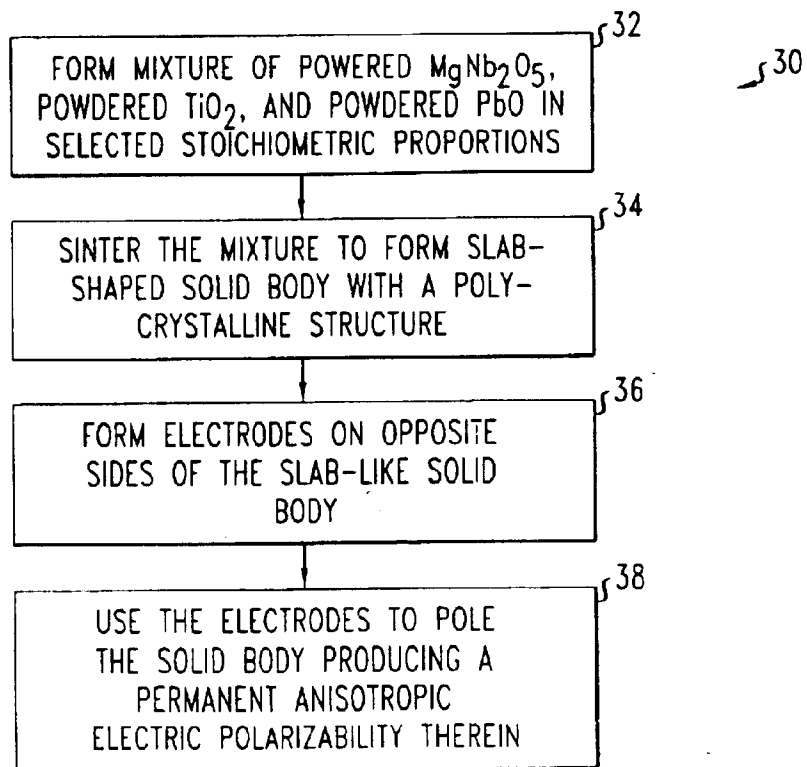 32
30
FORM MIXTURE OF POWERED MgNb₂O₅,
POWDERED TiO₂, AND POWDERED PbO IN
SELECTED STOICHIOMETRIC PROPORTIONS
34
SINTER THE MIXTURE TO FORM SLAB-
SHAPED SOLID BODY WITH A POLY-
CRYSTALLINE STRUCTURE
36
FORM ELECTRODES ON OPPOSITE
SIDES OF THE SLAB-LIKE SOLID
BODY
38
USE THE ELECTRODES TO POLE
THE SOLID BODY PRODUCING A
PERMANENT ANISOTROPIC
ELECTRIC POLARIZABILITY THEREIN